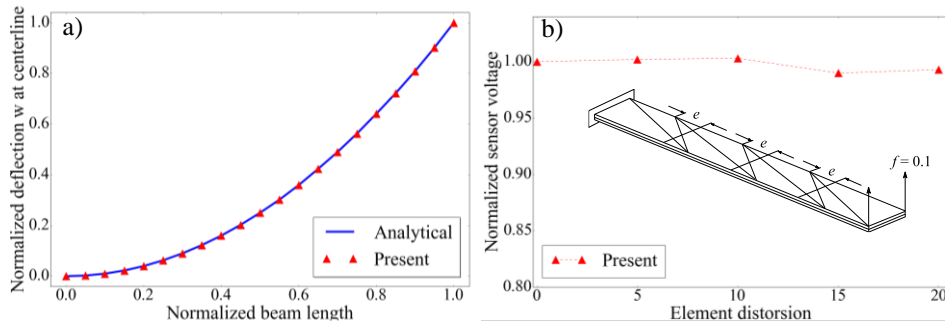 a)
Normalized deflection w at centerline
1.0
0.8
0.6
0.4
0.2
0.0
Analytical
Present
0.0 0.2 0.4 0.6 0.8 1.0
Normalized beam length
b)
Normalized sensor voltage
1.00
0.95
0.90
0.85
0.80
e
e
e
f = 0.1
Present
0 5 10 15 20
Element distorsion